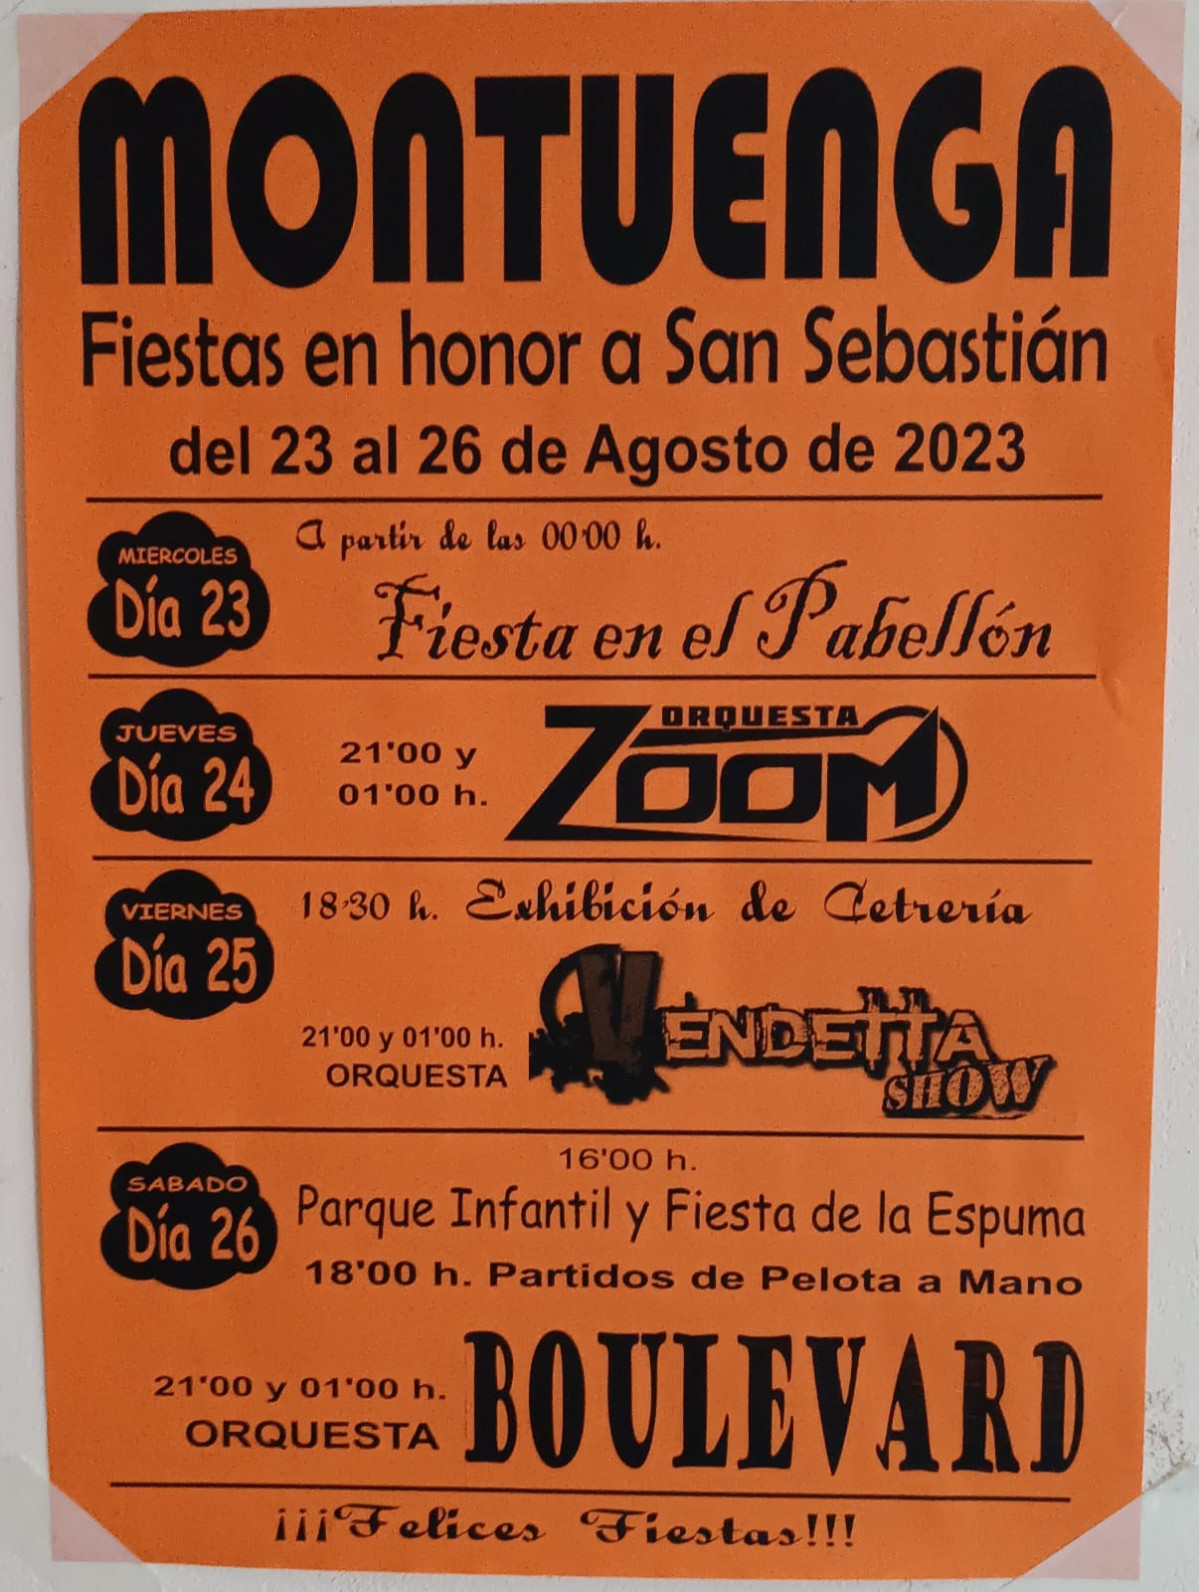 MONTUENGA
Fiestas en honor a San Sebastián
del 23 al 26 de Agosto de 2023
MIERCOLES
Día 23
A partir de las 00'00 h.
Fiesta en el Pabellón
JUEVES
Día 24
21'00 y
01'00 h.
ORQUESTA
ZOOM
VIERNES
Día 25
18'30 h. Exhibición de Cetrería
21'00 y 01'00 h.
ORQUESTA
VENDETTA
SHOW
SABADO
Día 26
16'00 h.
Parque Infantil y Fiesta de la Espuma
18'00 h. Partidos de Pelota a Mano
21'00 y 01'00 h.
ORQUESTA
BOULEVARD
¡¡¡Felices Fiestas!!!